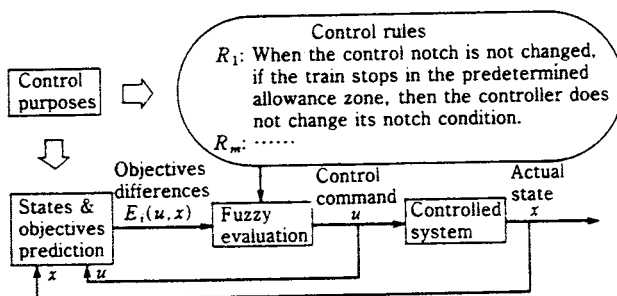 Control rules
R1: When the control notch is not changed,
if the train stops in the predetermined
allowance zone, then the controller does
not change its notch condition.
Rm: ······
Control
purposes
Objectives
differences
Ei(u, x)
Control
command
u
Actual
state
x
States &
objectives
prediction
Fuzzy
evaluation
Controlled
system
x
u